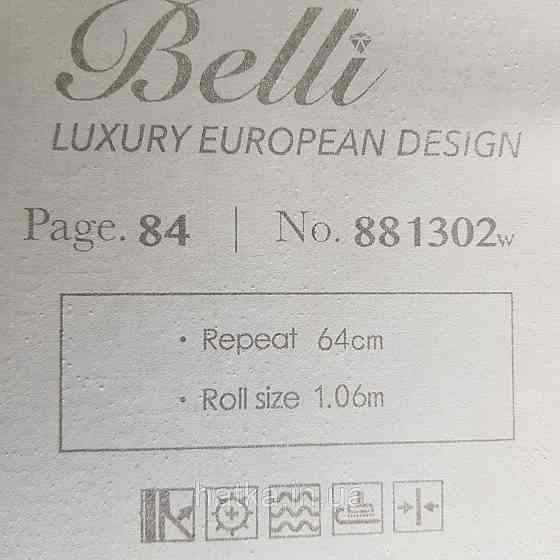 Belli
LUXURY EUROPEAN DESIGN
Page. 84 | No. 881302w
• Repeat 64cm
• Roll size 1.06m